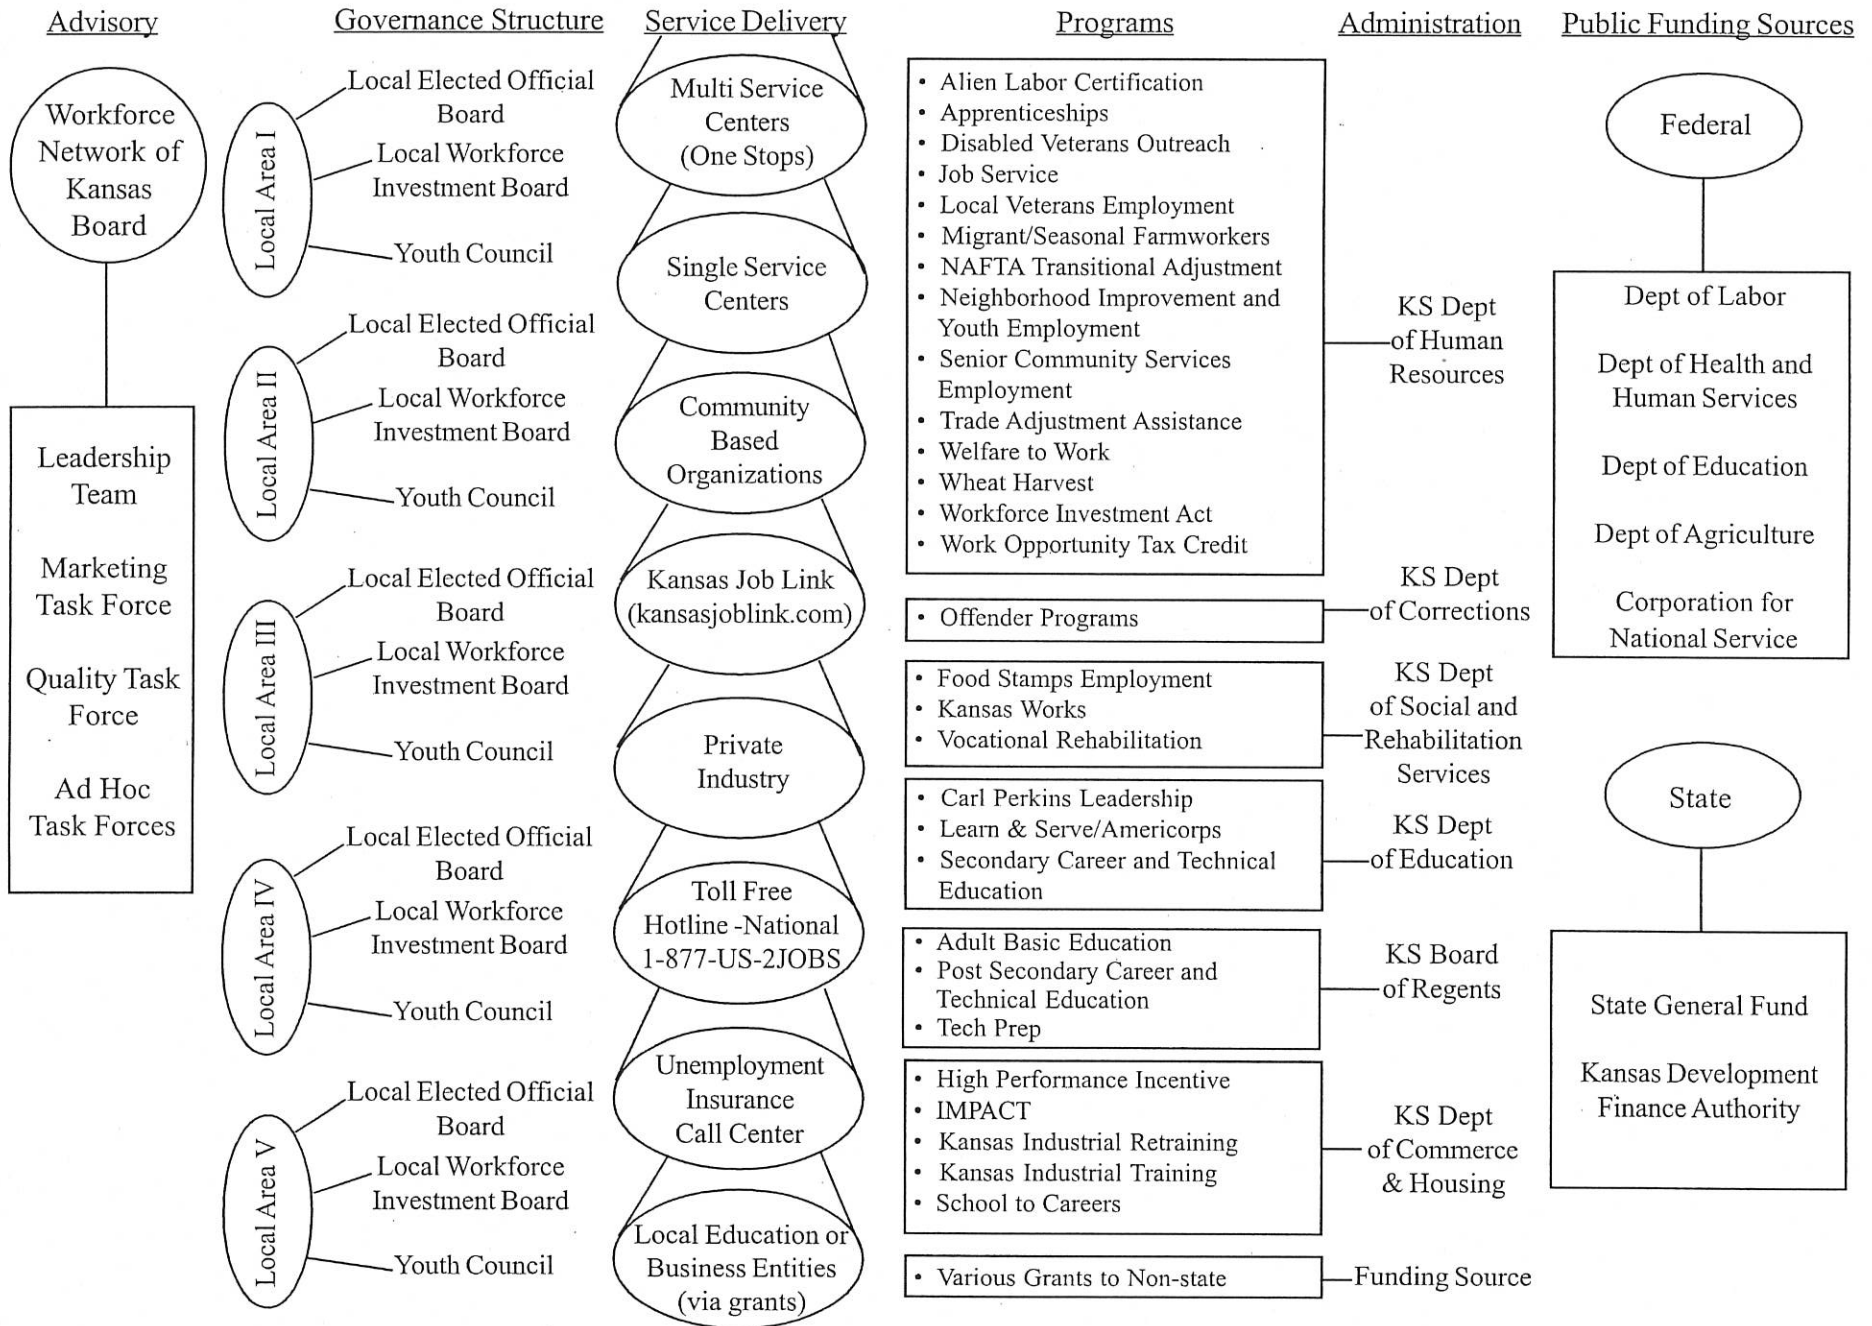 Advisory
Workforce
Network of
Kansas
Board
Leadership
Team
Marketing
Task Force
Quality Task
Force
Ad Hoc
Task Forces
Governance Structure
Local Area I
Local Elected Official
Board
Local Workforce
Investment Board
Youth Council
Local Area II
Local Elected Official
Board
Local Workforce
Investment Board
Youth Council
Local Area III
Local Elected Official
Board
Local Workforce
Investment Board
Youth Council
Local Area IV
Local Elected Official
Board
Local Workforce
Investment Board
Youth Council
Local Area V
Local Elected Official
Board
Local Workforce
Investment Board
Youth Council
Service Delivery
Multi Service
Centers
(One Stops)
Single Service
Centers
Community
Based
Organizations
Kansas Job Link
(kansasjoblink.com)
Private
Industry
Toll Free
Hotline -National
1-877-US-2JOBS
Unemployment
Insurance
Call Center
Local Education or
Business Entities
(via grants)
Programs
• Alien Labor Certification
• Apprenticeships
• Disabled Veterans Outreach
• Job Service
• Local Veterans Employment
• Migrant/Seasonal Farmworkers
• NAFTA Transitional Adjustment
• Neighborhood Improvement and
Youth Employment
• Senior Community Services
Employment
• Trade Adjustment Assistance
• Welfare to Work
• Wheat Harvest
• Workforce Investment Act
• Work Opportunity Tax Credit
• Offender Programs
• Food Stamps Employment
• Kansas Works
• Vocational Rehabilitation
• Carl Perkins Leadership
• Learn & Serve/Americorps
• Secondary Career and Technical
Education
• Adult Basic Education
• Post Secondary Career and
Technical Education
• Tech Prep
• High Performance Incentive
• IMPACT
• Kansas Industrial Retraining
• Kansas Industrial Training
• School to Careers
• Various Grants to Non-state
Administration
KS Dept
of Human
Resources
KS Dept
of Corrections
KS Dept
of Social and
Rehabilitation
Services
KS Dept
of Education
KS Board
of Regents
KS Dept
of Commerce
& Housing
Funding Source
Public Funding Sources
Federal
Dept of Labor
Dept of Health and
Human Services
Dept of Education
Dept of Agriculture
Corporation for
National Service
State
State General Fund
Kansas Development
Finance Authority